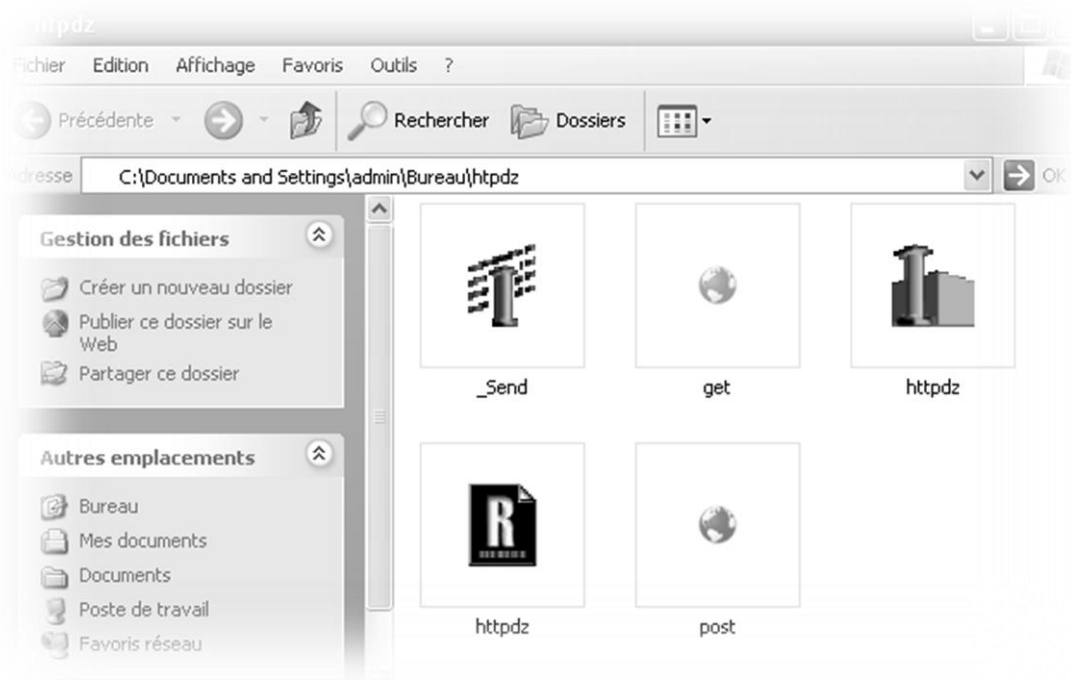 htpdz
Fichier Edition Affichage Favoris Outils ?
Précédente Rechercher Dossiers
Adresse C:\Documents and Settings\admin\Bureau\htpdz OK
Gestion des fichiers
Créer un nouveau dossier
Publier ce dossier sur le
Web
Partager ce dossier
Autres emplacements
Bureau
Mes documents
Documents
Poste de travail
Favoris réseau
_Send get httpdz
R
httpdz post